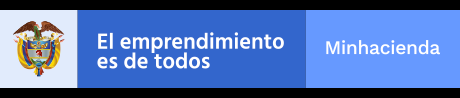 El emprendimiento
es de todos
Minhacienda